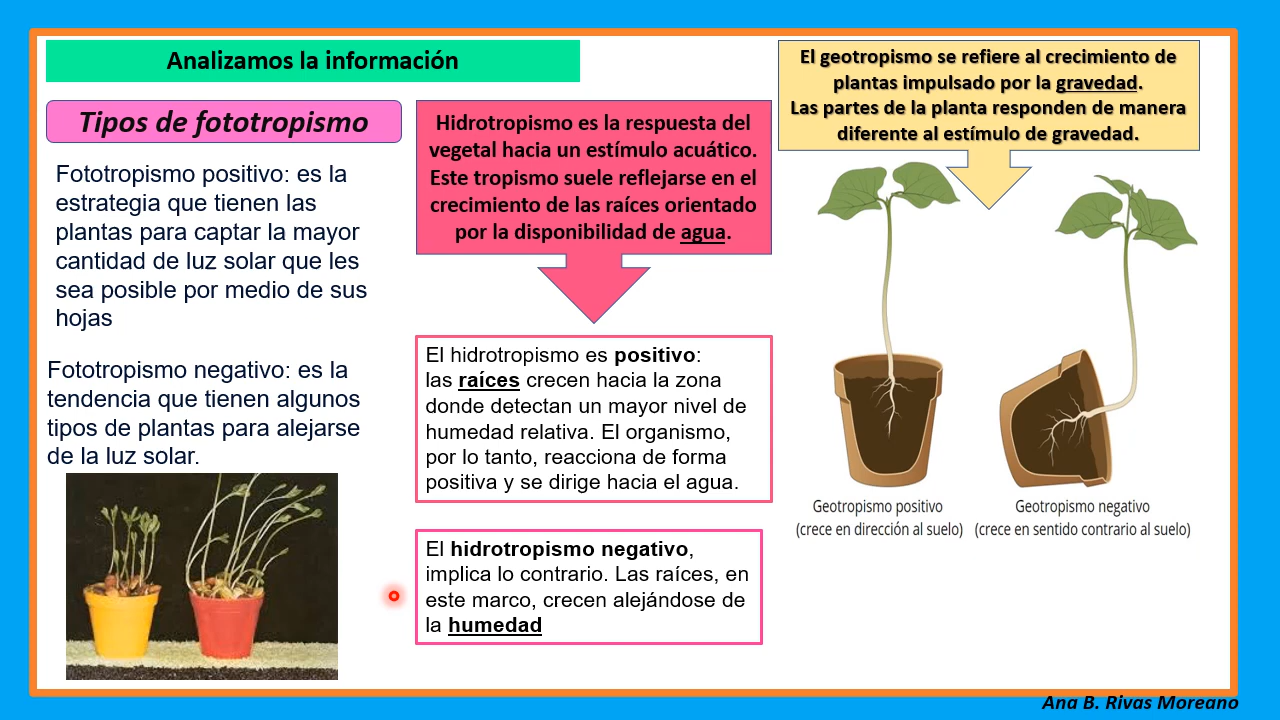 Analizamos la información
Tipos de fototropismo
Fototropismo positivo: es la
estrategia que tienen las
plantas para captar la mayor
cantidad de luz solar que les
sea posible por medio de sus
hojas
Fototropismo negativo: es la
tendencia que tienen algunos
tipos de plantas para alejarse
de la luz solar.
Hidrotropismo es la respuesta del
vegetal hacia un estímulo acuático.
Este tropismo suele reflejarse en el
crecimiento de las raíces orientado
por la disponibilidad de agua.
El hidrotropismo es positivo:
las raíces crecen hacia la zona
donde detectan un mayor nivel de
humedad relativa. El organismo,
por lo tanto, reacciona de forma
positiva y se dirige hacia el agua.
El hidrotropismo negativo,
implica lo contrario. Las raíces, en
este marco, crecen alejándose de
la humedad
El geotropismo se refiere al crecimiento de
plantas impulsado por la gravedad.
Las partes de la planta responden de manera
diferente al estímulo de gravedad.
Geotropismo positivo
(crece en dirección al suelo)
Geotropismo negativo
(crece en sentido contrario al suelo)
Ana B. Rivas Moreano